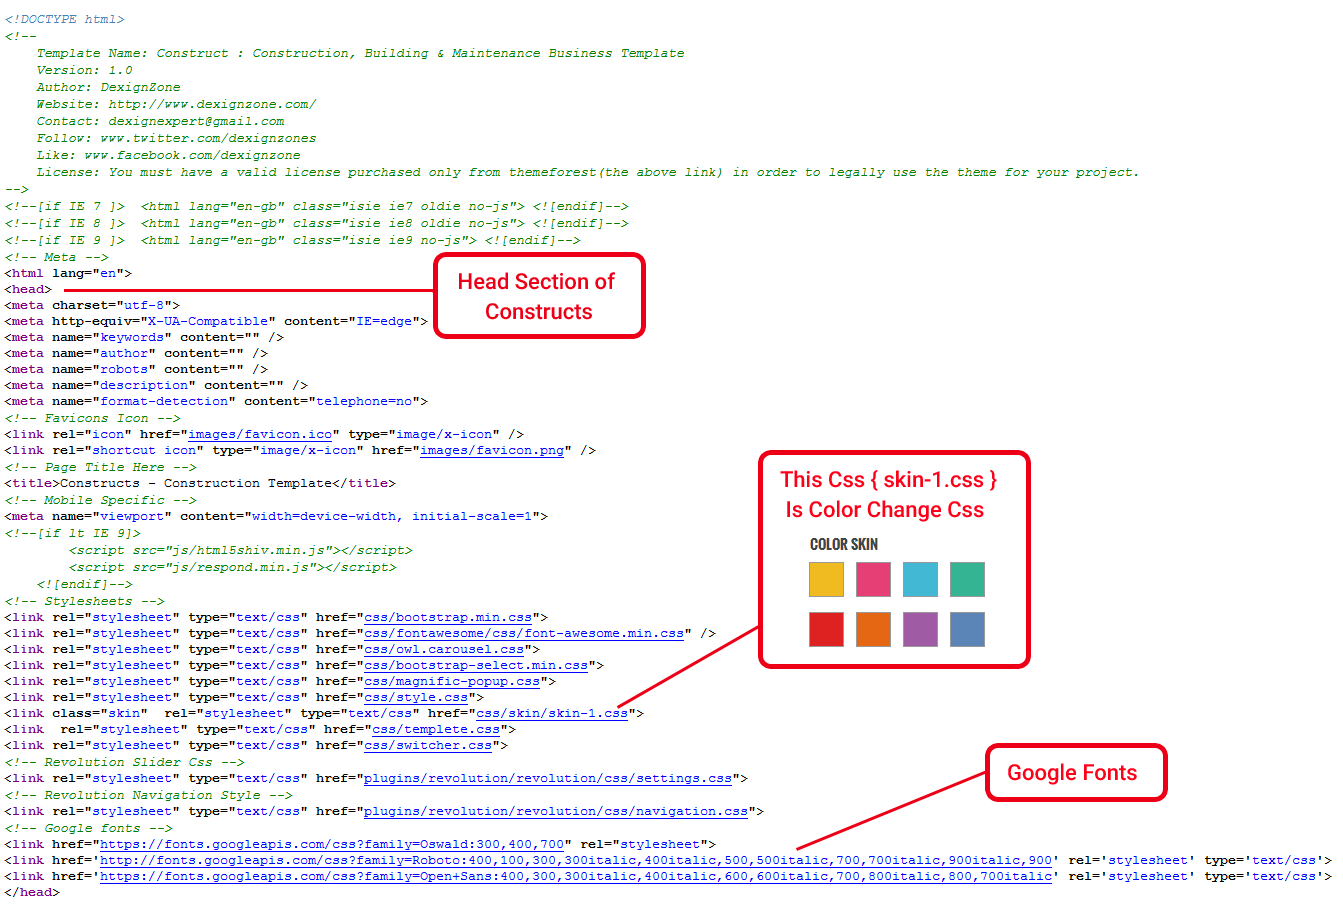 <!DOCTYPE html>
<!--
    Template Name: Construct : Construction, Building & Maintenance Business Template
    Version: 1.0
    Author: DexignZone
    Website: http://www.dexignzone.com/
    Contact: dexignexpert@gmail.com
    Follow: www.twitter.com/dexignzones
    Like: www.facebook.com/dexignzone
    License: You must have a valid license purchased only from themeforest(the above link) in order to legally use the theme for your project.
-->
<!--[if IE 7 ]>  <html lang="en-gb" class="isie ie7 oldie no-js"> <![endif]-->
<!--[if IE 8 ]>  <html lang="en-gb" class="isie ie8 oldie no-js"> <![endif]-->
<!--[if IE 9 ]>  <html lang="en-gb" class="isie ie9 no-js"> <![endif]-->
<!-- Meta -->
<html lang="en">
<head>
Head Section of
Constructs
<meta charset="utf-8">
<meta http-equiv="X-UA-Compatible" content="IE=edge">
<meta name="keywords" content="" />
<meta name="author" content="" />
<meta name="robots" content="" />
<meta name="description" content="" />
<meta name="format-detection" content="telephone=no">
<!-- Favicons Icon -->
<link rel="icon" href="images/favicon.ico" type="image/x-icon" />
<link rel="shortcut icon" type="image/x-icon" href="images/favicon.png" />
<!-- Page Title Here -->
<title>Constructs - Construction Template</title>
<!-- Mobile Specific -->
<meta name="viewport" content="width=device-width, initial-scale=1">
<!--[if lt IE 9]>
        <script src="js/html5shiv.min.js"></script>
        <script src="js/respond.min.js"></script>
    <![endif]-->
This Css { skin-1.css }
Is Color Change Css
COLOR SKIN
<!-- Stylesheets -->
<link rel="stylesheet" type="text/css" href="css/bootstrap.min.css">
<link rel="stylesheet" type="text/css" href="css/fontawesome/css/font-awesome.min.css" />
<link rel="stylesheet" type="text/css" href="css/owl.carousel.css">
<link rel="stylesheet" type="text/css" href="css/bootstrap-select.min.css">
<link rel="stylesheet" type="text/css" href="css/magnific-popup.css">
<link rel="stylesheet" type="text/css" href="css/style.css">
<link class="skin"  rel="stylesheet" type="text/css" href="css/skin/skin-1.css">
<link  rel="stylesheet" type="text/css" href="css/templete.css">
<link rel="stylesheet" type="text/css" href="css/switcher.css">
<!-- Revolution Slider Css -->
<link rel="stylesheet" type="text/css" href="plugins/revolution/revolution/css/settings.css">
<!-- Revolution Navigation Style -->
<link rel="stylesheet" type="text/css" href="plugins/revolution/revolution/css/navigation.css">
Google Fonts
<!-- Google fonts -->
<link href="https://fonts.googleapis.com/css?family=Oswald:300,400,700" rel="stylesheet">
<link href='http://fonts.googleapis.com/css?family=Roboto:400,100,300,300italic,400italic,500,500italic,700,700italic,900italic,900' rel='stylesheet' type='text/css'>
<link href='https://fonts.googleapis.com/css?family=Open+Sans:400,300,300italic,400italic,600,600italic,700,800italic,800,700italic' rel='stylesheet' type='text/css'>
</head>